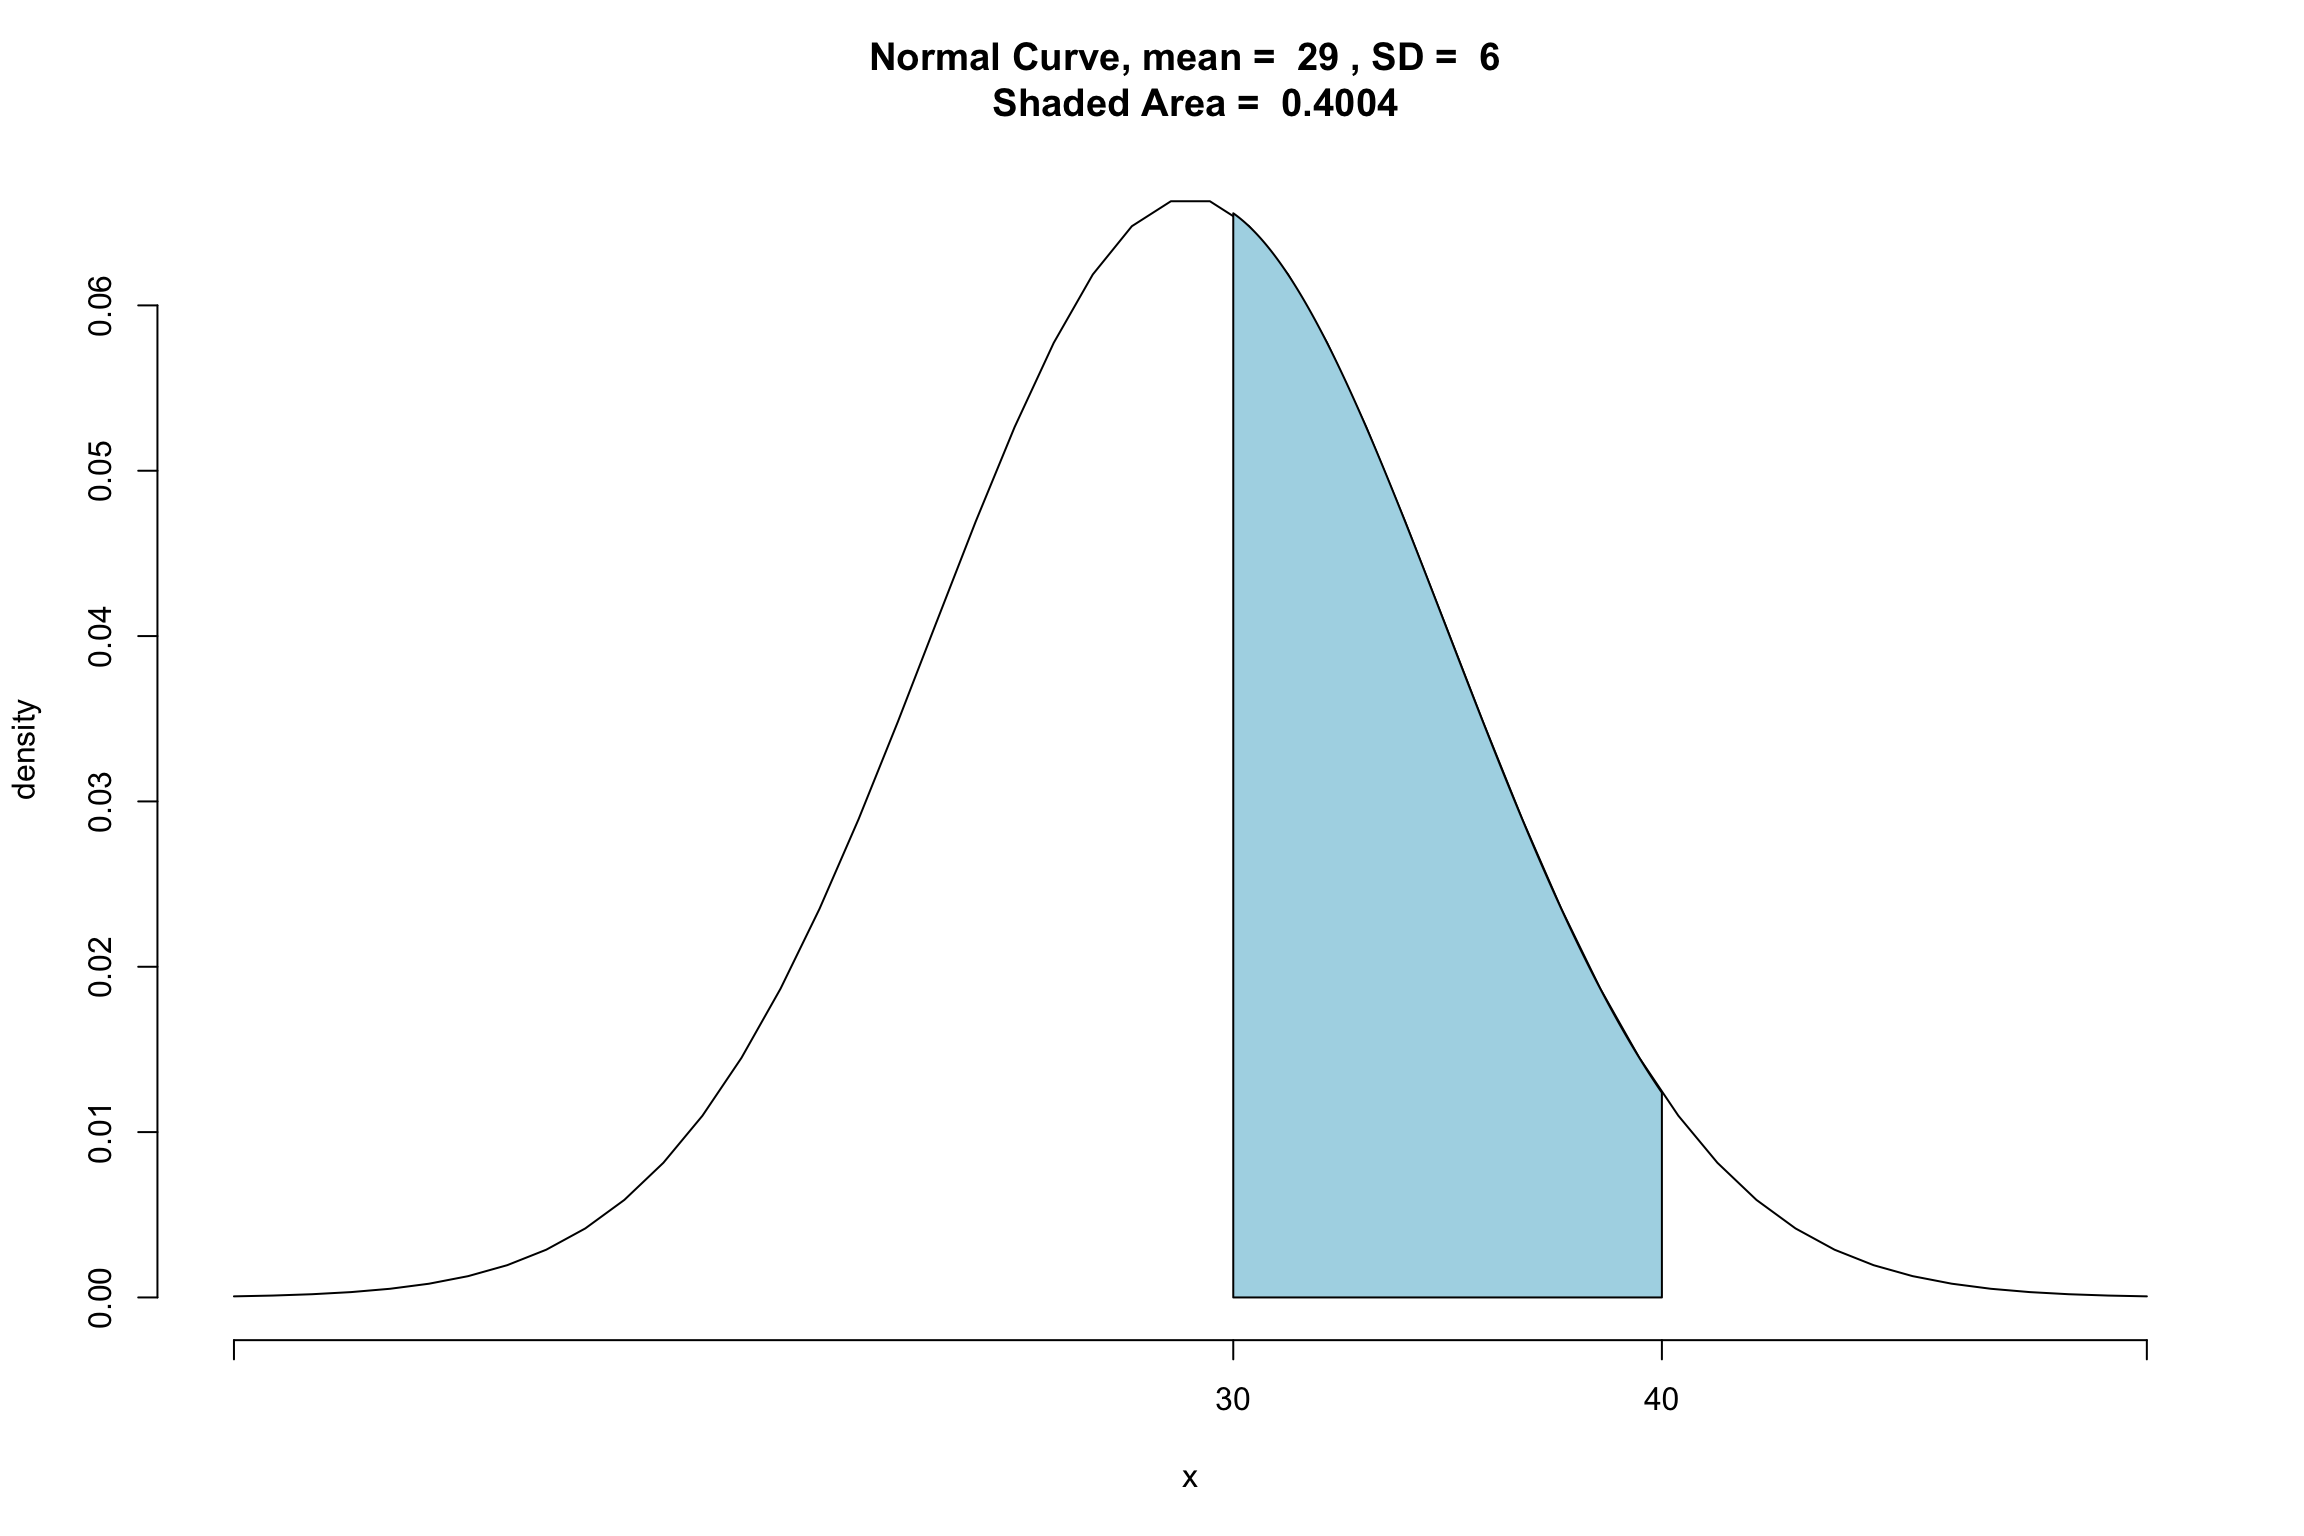 Normal Curve, mean =  29 , SD =  6
Shaded Area =  0.4004
density
0.06
0.05
0.04
0.03
0.02
0.01
0.00
30
40
x